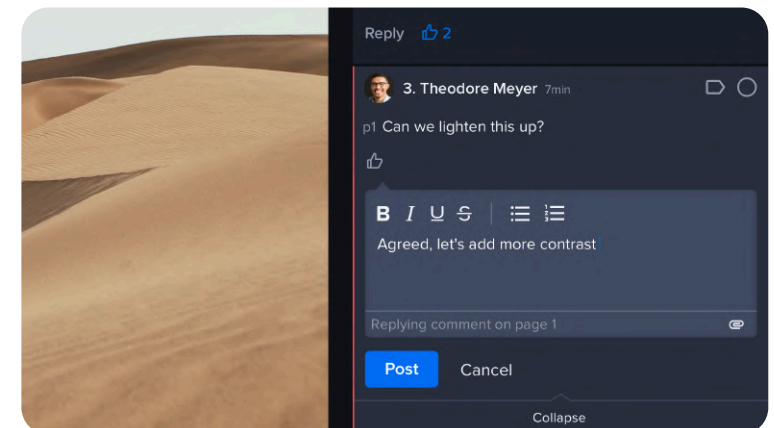 Reply 2
3. Theodore Meyer 7min
p1 Can we lighten this up?
B I U S
Agreed, let's add more contrast
Replying comment on page 1
Post Cancel
Collapse